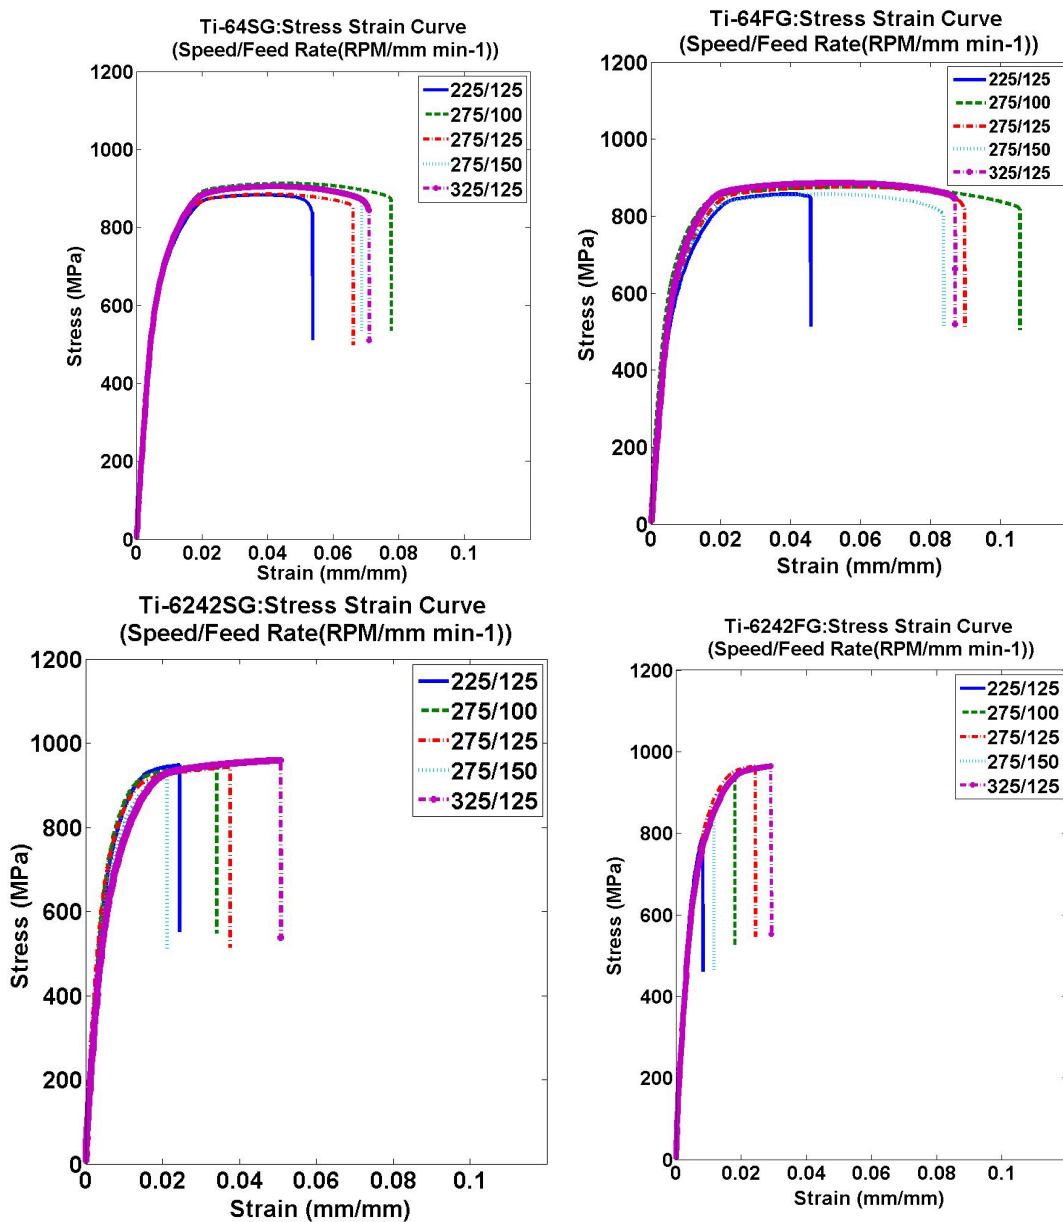 Ti-64SG:Stress Strain Curve
(Speed/Feed Rate(RPM/mm min-1))
1200
1000
800
600
400
200
0
Stress (MPa)
225/125
275/100
275/125
275/150
325/125
0 0.02 0.04 0.06 0.08 0.1
Strain (mm/mm)
Ti-64FG:Stress Strain Curve
(Speed/Feed Rate(RPM/mm min-1))
1200
1000
800
600
400
200
0
Stress (MPa)
225/125
275/100
275/125
275/150
325/125
0 0.02 0.04 0.06 0.08 0.1
Strain (mm/mm)
Ti-6242SG:Stress Strain Curve
(Speed/Feed Rate(RPM/mm min-1))
1200
1000
800
600
400
200
0
Stress (MPa)
225/125
275/100
275/125
275/150
325/125
0 0.02 0.04 0.06 0.08 0.1
Strain (mm/mm)
Ti-6242FG:Stress Strain Curve
(Speed/Feed Rate(RPM/mm min-1))
1200
1000
800
600
400
200
0
Stress (MPa)
225/125
275/100
275/125
275/150
325/125
0 0.02 0.04 0.06 0.08 0.1
Strain (mm/mm)